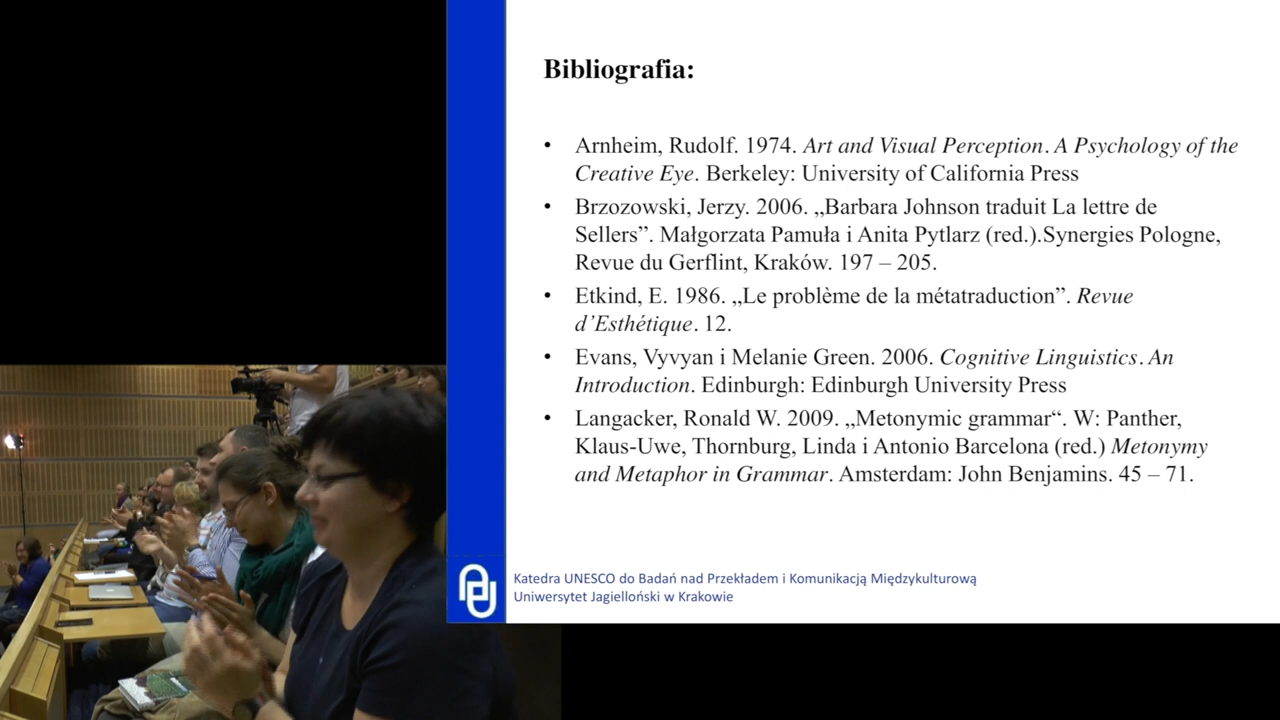 Bibliografia:
• Arnheim, Rudolf. 1974. Art and Visual Perception. A Psychology of the
Creative Eye. Berkeley: University of California Press
• Brzozowski, Jerzy. 2006. „Barbara Johnson traduit La lettre de
Sellers”. Małgorzata Pamuła i Anita Pytlarz (red.).Synergies Pologne,
Revue du Gerflint, Kraków. 197 – 205.
• Etkind, E. 1986. „Le problème de la métatraduction”. Revue
d’Esthétique. 12.
• Evans, Vyvyan i Melanie Green. 2006. Cognitive Linguistics. An
Introduction. Edinburgh: Edinburgh University Press
• Langacker, Ronald W. 2009. „Metonymic grammar“. W: Panther,
Klaus-Uwe, Thornburg, Linda i Antonio Barcelona (red.) Metonymy
and Metaphor in Grammar. Amsterdam: John Benjamins. 45 – 71.
Katedra UNESCO do Badań nad Przekładem i Komunikacją Międzykulturową
Uniwersytet Jagielloński w Krakowie